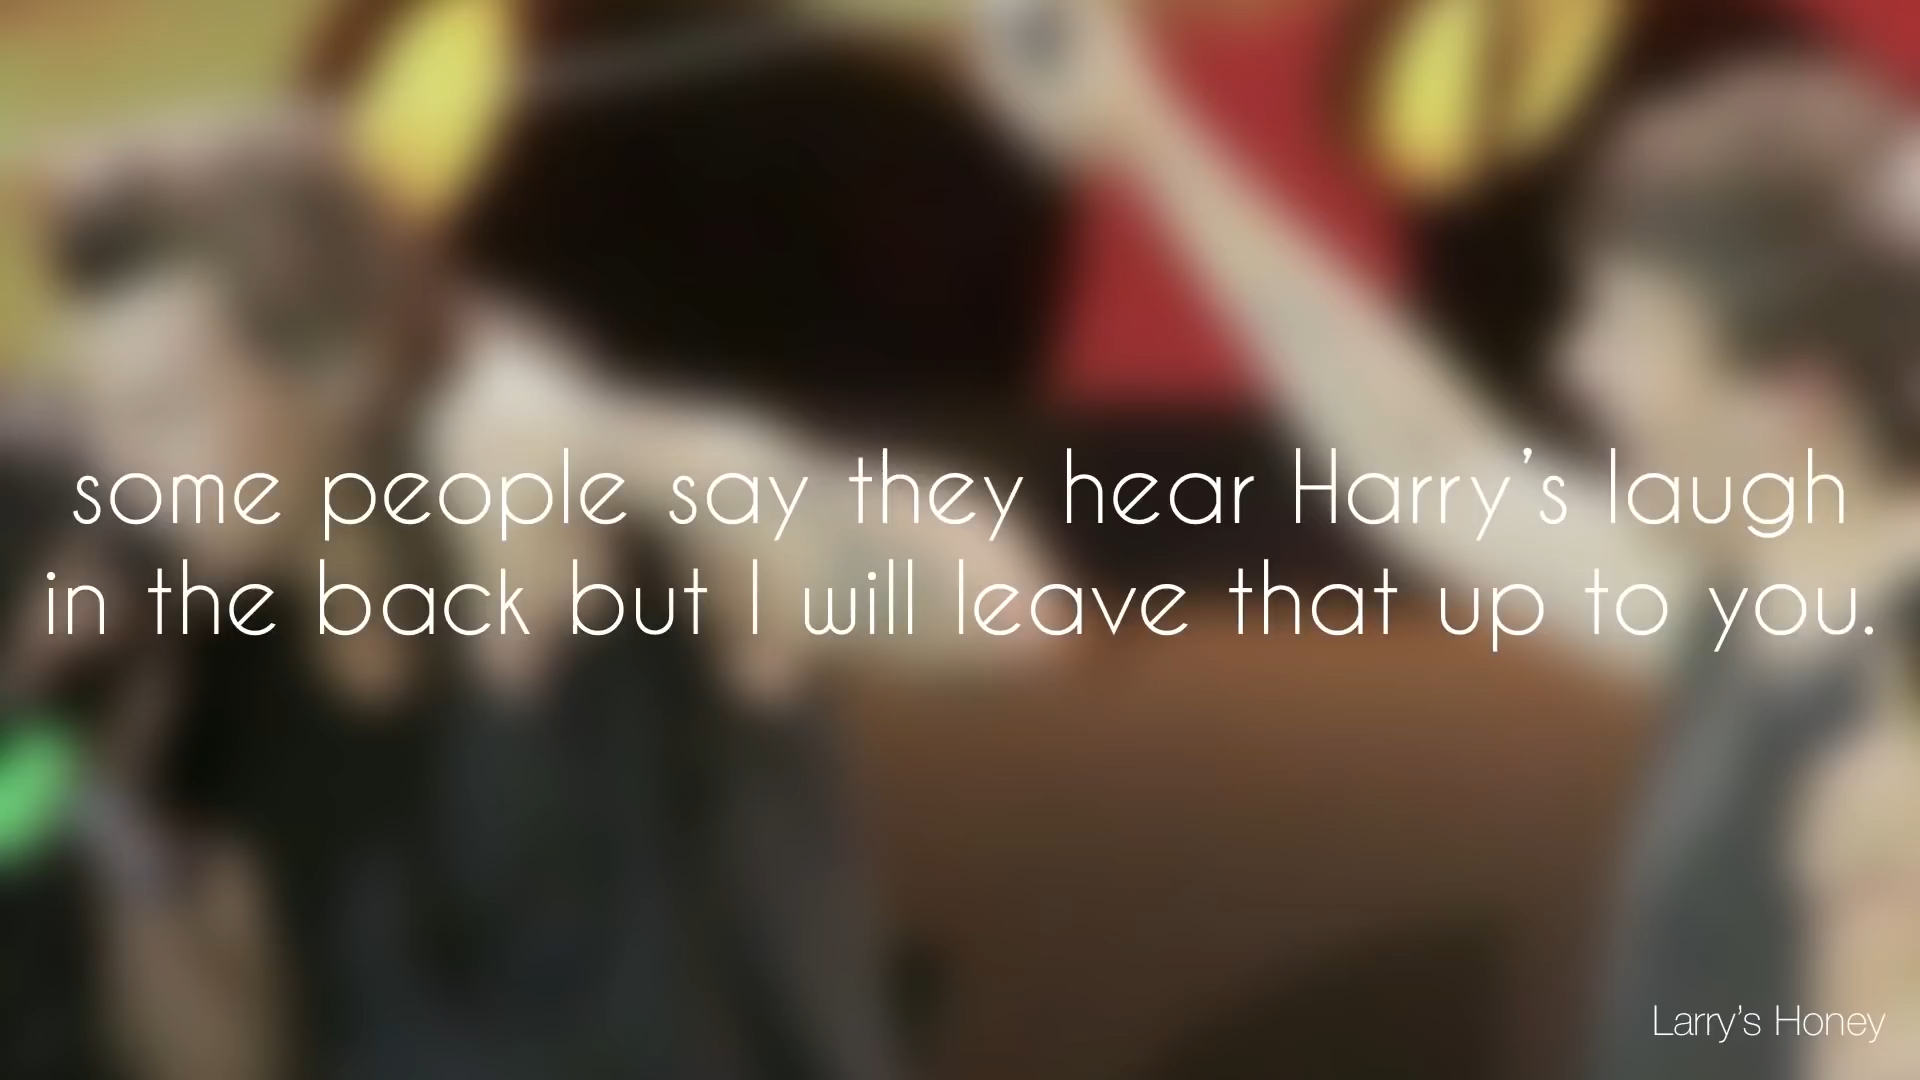 some people say they hear Harry’s laugh
in the back but I will leave that up to you.
Larry’s Honey